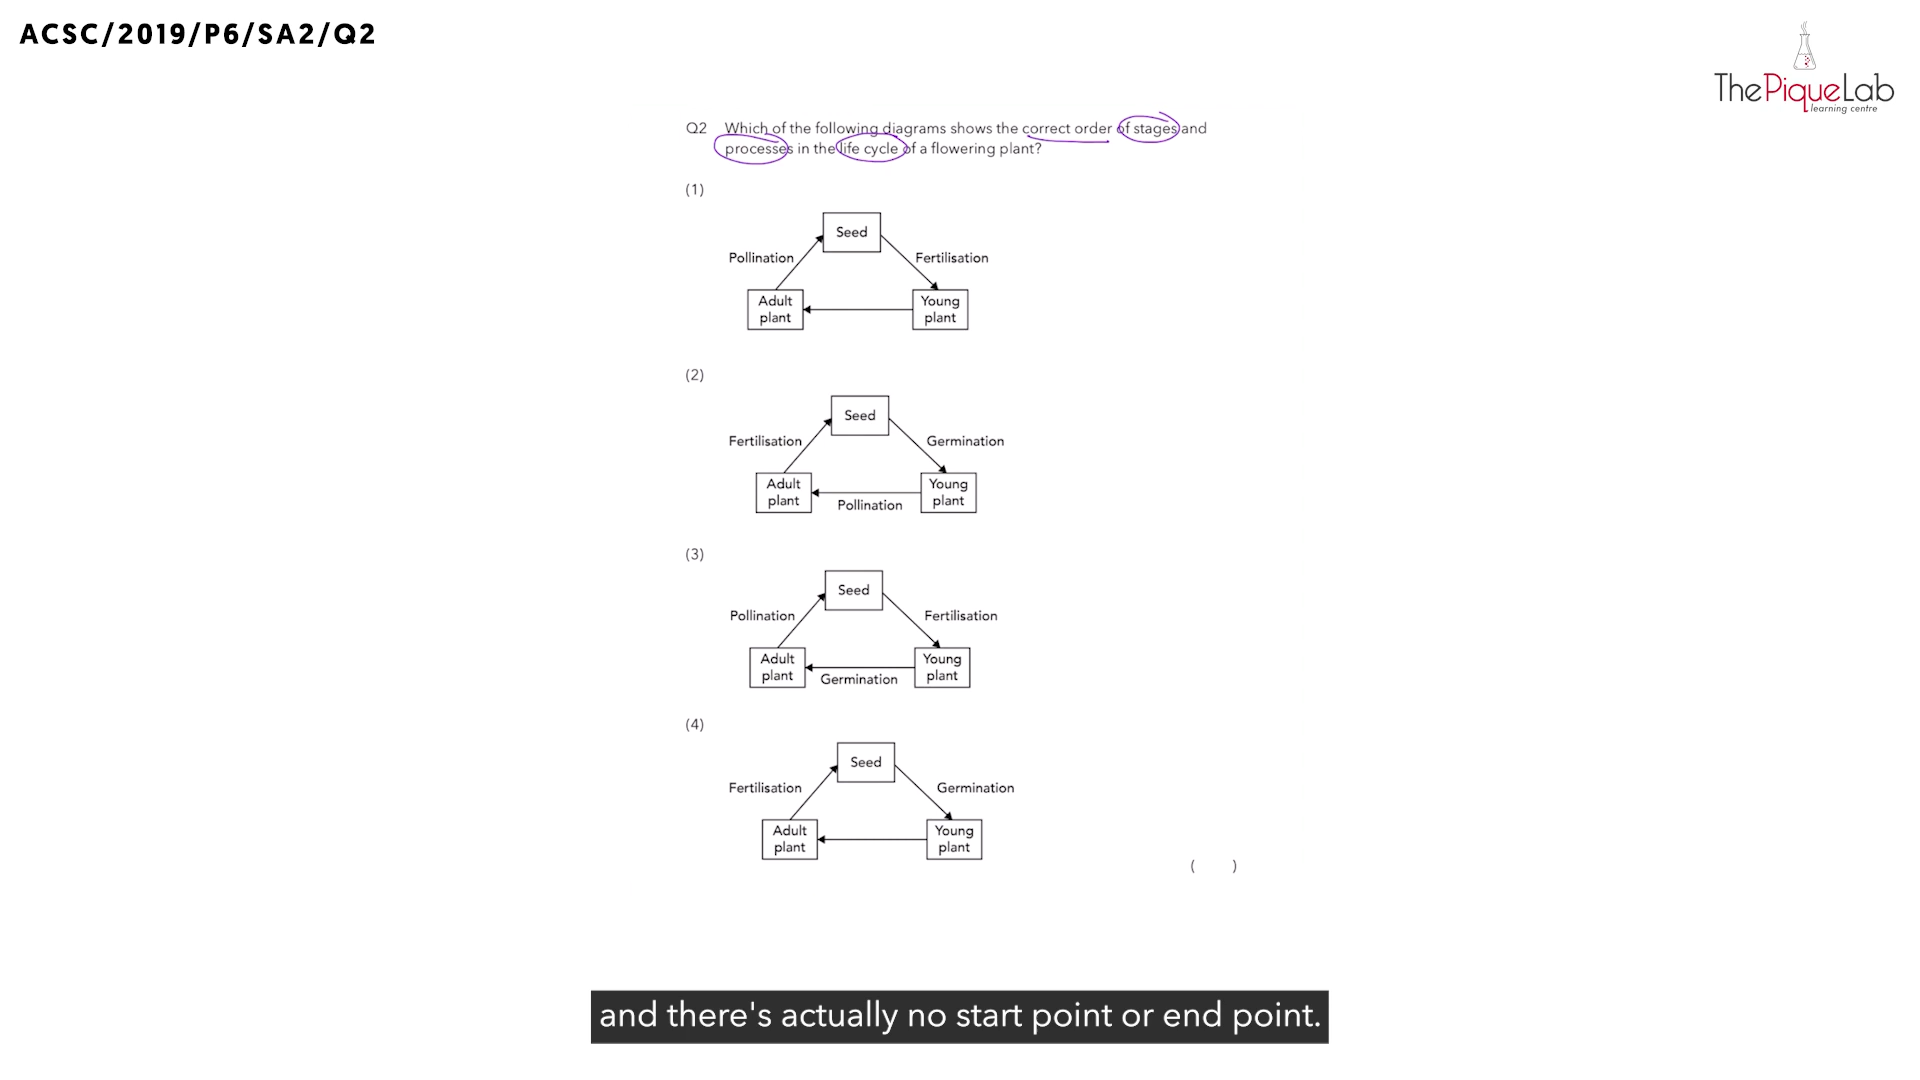 ACSC/2019/P6/SA2/Q2
ThePiqueLab
learning centre
Q2 Which of the following diagrams shows the correct order of stages and
processes in the life cycle of a flowering plant?
(1)
Seed
Pollination Fertilisation
Adult Young
plant plant
(2)
Seed
Fertilisation Germination
Adult Young
plant plant
Pollination
(3)
Seed
Pollination Fertilisation
Adult Young
plant plant
Germination
(4)
Seed
Fertilisation Germination
Adult Young
plant plant
( )
and there's actually no start point or end point.